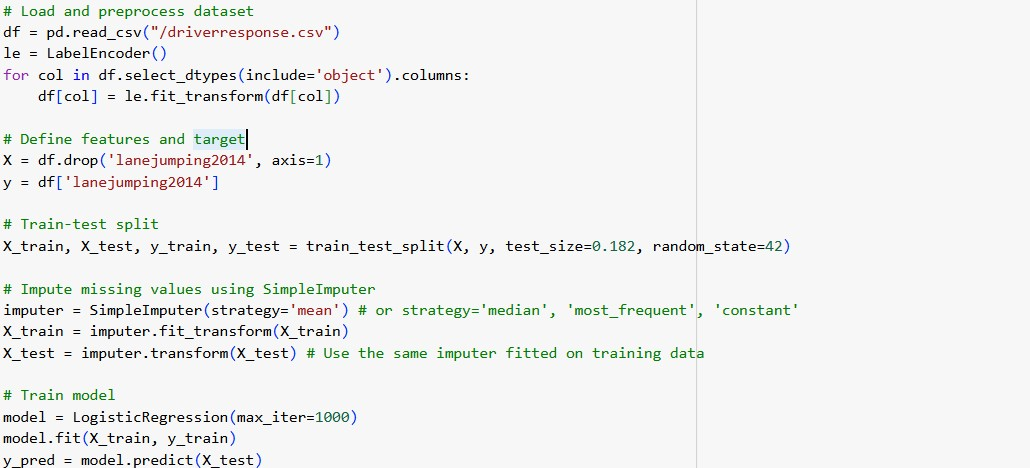 # Load and preprocess dataset
df = pd.read_csv("/driverresponse.csv")
le = LabelEncoder()
for col in df.select_dtypes(include='object').columns:
    df[col] = le.fit_transform(df[col])
# Define features and target
X = df.drop('lanejumping2014', axis=1)
y = df['lanejumping2014']
# Train-test split
X_train, X_test, y_train, y_test = train_test_split(X, y, test_size=0.182, random_state=42)
# Impute missing values using SimpleImputer
imputer = SimpleImputer(strategy='mean') # or strategy='median', 'most_frequent', 'constant'
X_train = imputer.fit_transform(X_train)
X_test = imputer.transform(X_test) # Use the same imputer fitted on training data
# Train model
model = LogisticRegression(max_iter=1000)
model.fit(X_train, y_train)
y_pred = model.predict(X_test)